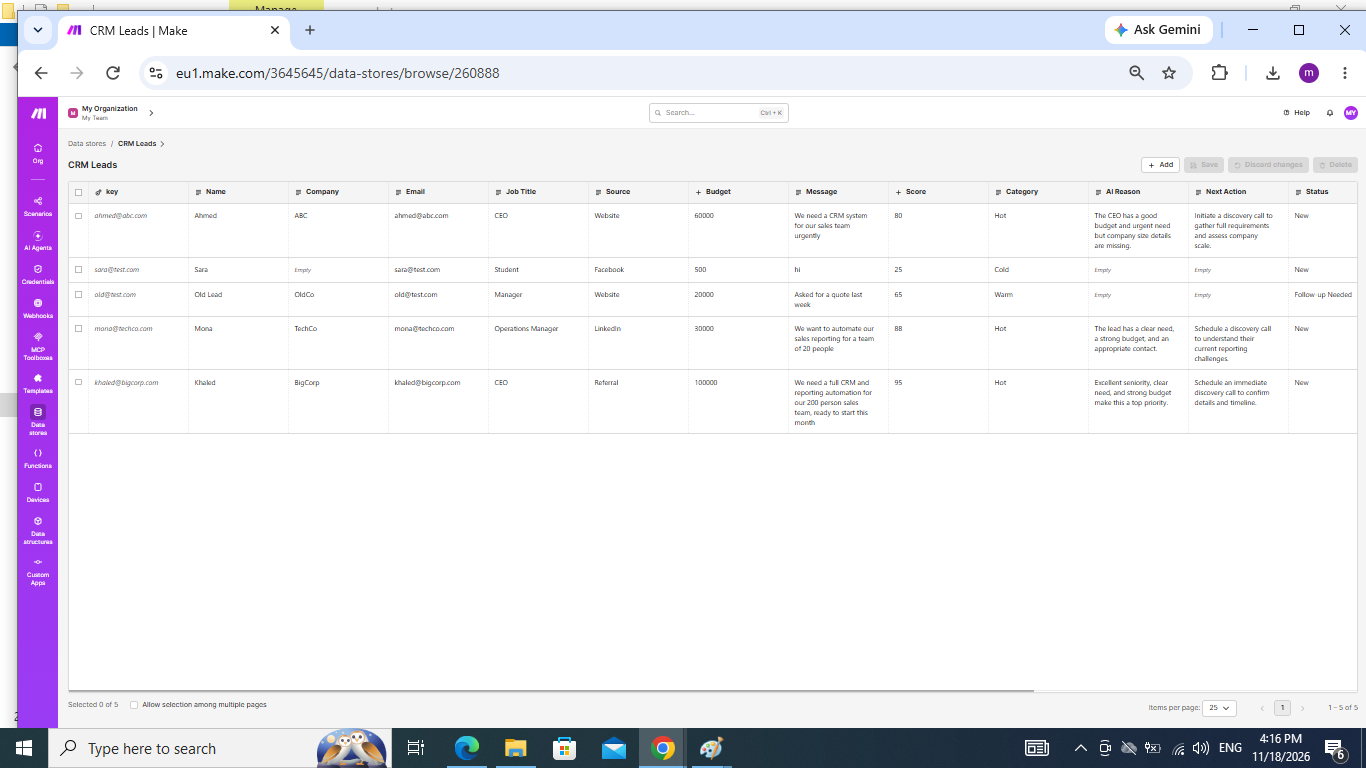 Manage
CRM Leads | Make
Ask Gemini
eu1.make.com/3645645/data-stores/browse/260888
m
M
My Organization
My Team
Search...
Ctrl + K
Help
MY
Org
Scenarios
AI Agents
Credentials
Webhooks
MCP
Toolboxes
Templates
Data
stores
Functions
Devices
Data
structures
Custom
Apps
Data stores / CRM Leads
CRM Leads
Add
Save
Discard changes
Delete
key Name Company Email Job Title Source Budget Message Score Category AI Reason Next Action Status
ahmed@abc.com Ahmed ABC ahmed@abc.com CEO Website 60000 We need a CRM system 80 Hot The CEO has a good Initiate a discovery call to New
for our sales team budget and urgent need gather full requirements
urgently but company size details and assess company
are missing. scale.
sara@test.com Sara Empty sara@test.com Student Facebook 500 hi 25 Cold Empty Empty New
old@test.com Old Lead OldCo old@test.com Manager Website 20000 Asked for a quote last 65 Warm Empty Empty Follow up Needed
week
mona@techco.com Mona TechCo mona@techco.com Operations Manager LinkedIn 30000 We want to automate our 88 Hot The lead has a clear need, Schedule a discovery call New
sales reporting for a team a strong budget, and an to understand their
of 20 people appropriate contact. current reporting
challenges.
khaled@bigcorp.com Khaled BigCorp khaled@bigcorp.com CEO Referral 100000 We need a full CRM and 95 Hot Excellent seniority, clear Schedule an immediate New
reporting automation for need, and strong budget discovery call to confirm
our 200 person sales make this a top priority. details and timeline.
team, ready to start this
month
Selected 0 of 5
Allow selection among multiple pages
Items per page: 25
1
1 – 5 of 5
Type here to search
ENG
4:16 PM
11/18/2026
6